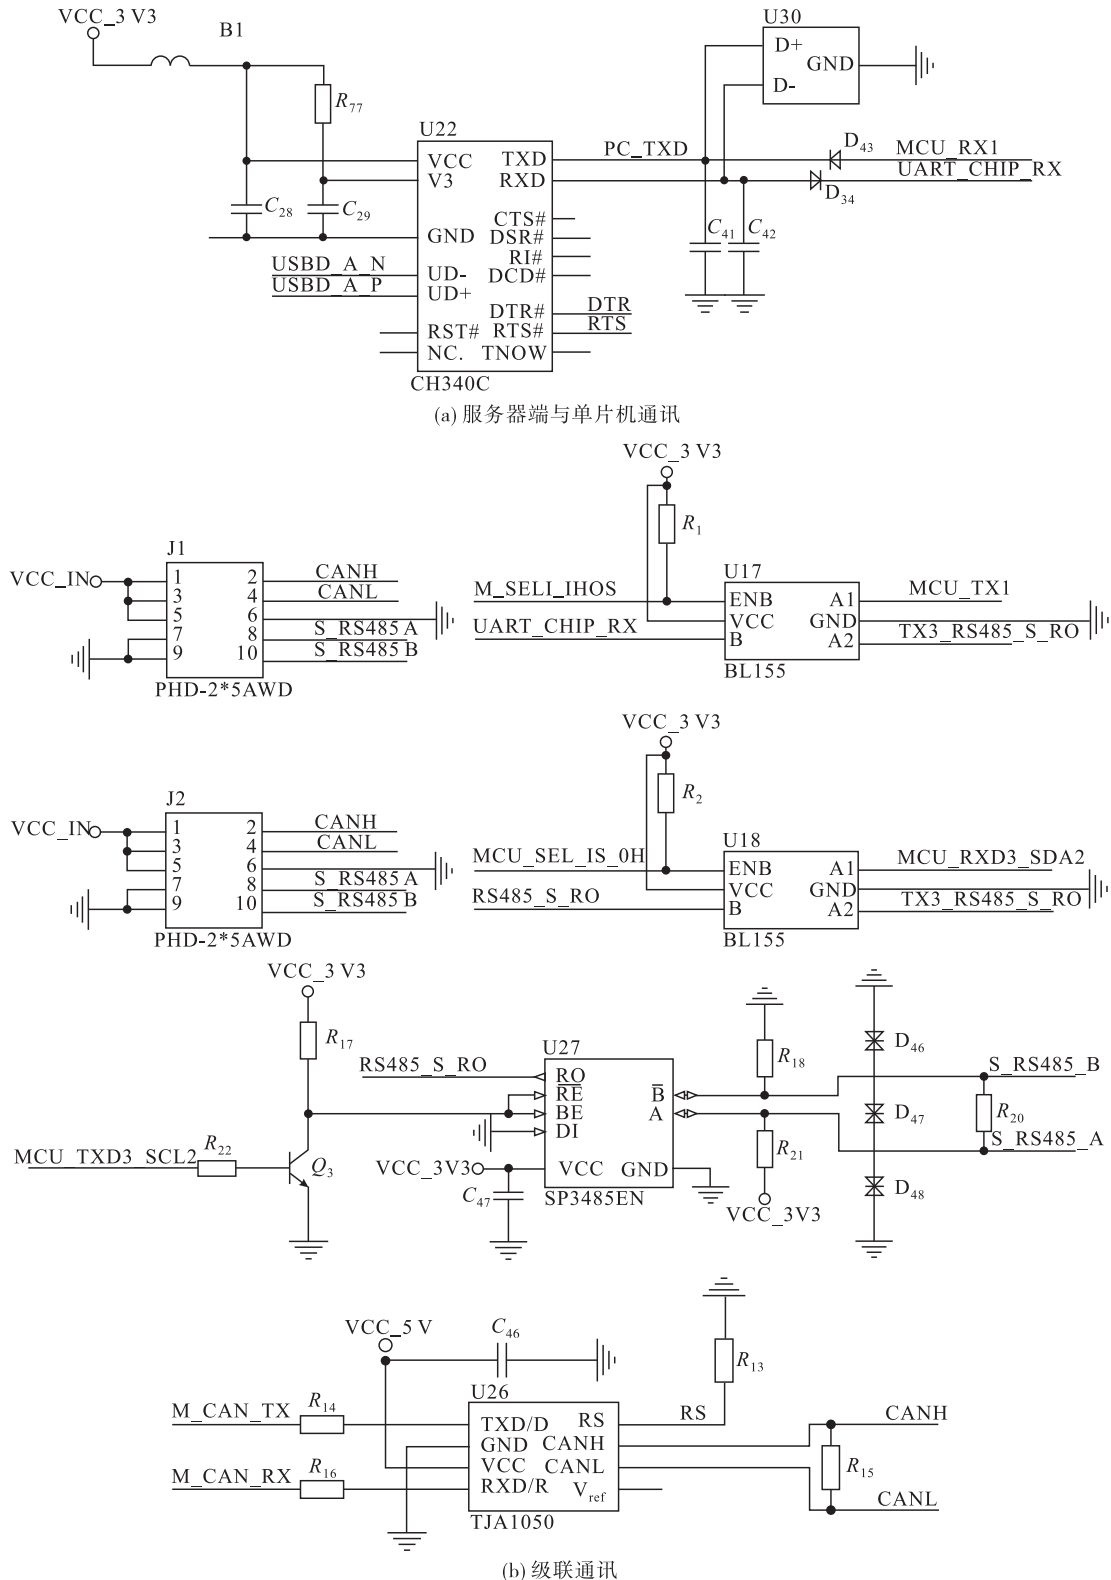 VCC_3 V3
B1
U30
D+
GND
D-
R77
U22
PC_TXD
D43
MCU_RX1
VCC
TXD
V3
RXD
UART_CHIP_RX
D34
C28
C29
CTS#
C41
C42
GND
DSR#
RI#
USBD_A_N
UD-
DCD#
USBD_A_P
UD+
DTR#
DTR
RST#
RTS#
RTS
NC.
TNOW
CH340C
(a) 服务器端与单片机通讯
VCC_3 V3
R1
J1
U17
VCC_IN
1 2
CANH
3 4
CANL
5 6
7 8
S_RS485 A
9 10
S_RS485 B
PHD-2*5AWD
M_SELI_IHOS
ENB
A1
MCU_TX1
VCC
GND
UART_CHIP_RX
B
A2
TX3_RS485_S_RO
BL155
VCC_3 V3
R2
J2
U18
VCC_IN
1 2
CANH
3 4
CANL
5 6
7 8
S_RS485 A
9 10
S_RS485 B
PHD-2*5AWD
MCU_SEL_IS_0H
ENB
A1
MCU_RXD3_SDA2
VCC
GND
RS485_S_RO
B
A2
TX3_RS485_S_RO
BL155
VCC_3 V3
R17
U27
R18
D46
RS485_S_RO
RO
S_RS485_B
RE
B
BE
A
D47
R20
DI
MCU_TXD3_SCL2
R22
Q3
R21
S_RS485_A
VCC_3V3
VCC
GND
C47
SP3485EN
VCC_3V3
D48
VCC_5 V
C46
R13
U26
M_CAN_TX
R14
TXD/D
RS
RS
CANH
GND
CANH
VCC
CANL
R15
M_CAN_RX
R16
RXD/R
Vref
CANL
TJA1050
(b) 级联通讯